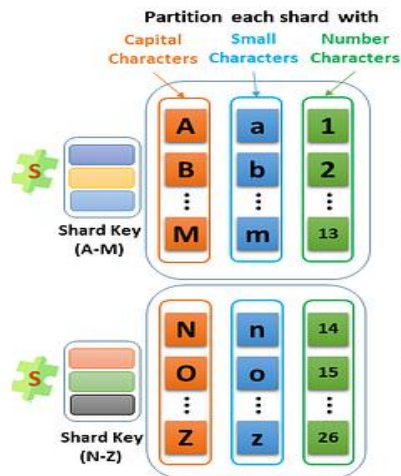 Partition each shard with
Capital Characters
Small Characters
Number Characters
S
Shard Key
(A-M)
A a 1
B b 2
M m 13
S
Shard Key
(N-Z)
N n 14
O o 15
Z z 26